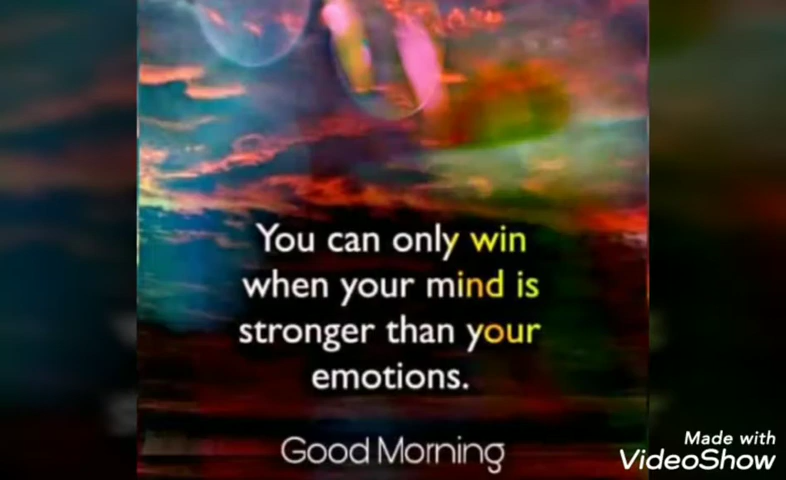 You can only win
when your mind is
stronger than your
emotions.
Good Morning
Made with
VideoShow